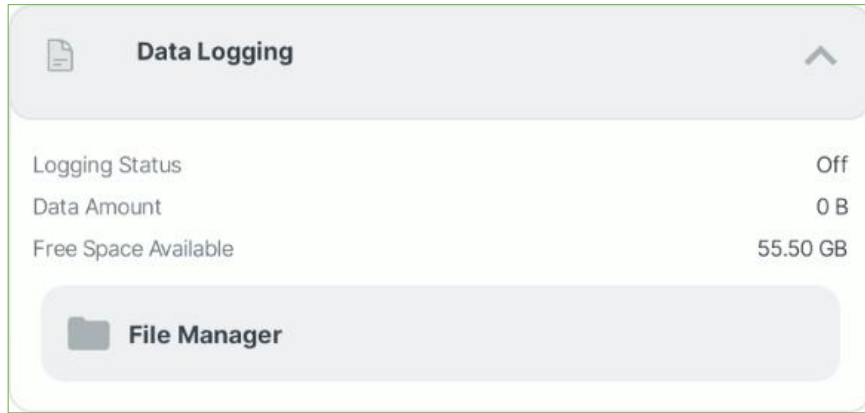 Data Logging
Logging Status Off
Data Amount 0 B
Free Space Available 55.50 GB
File Manager